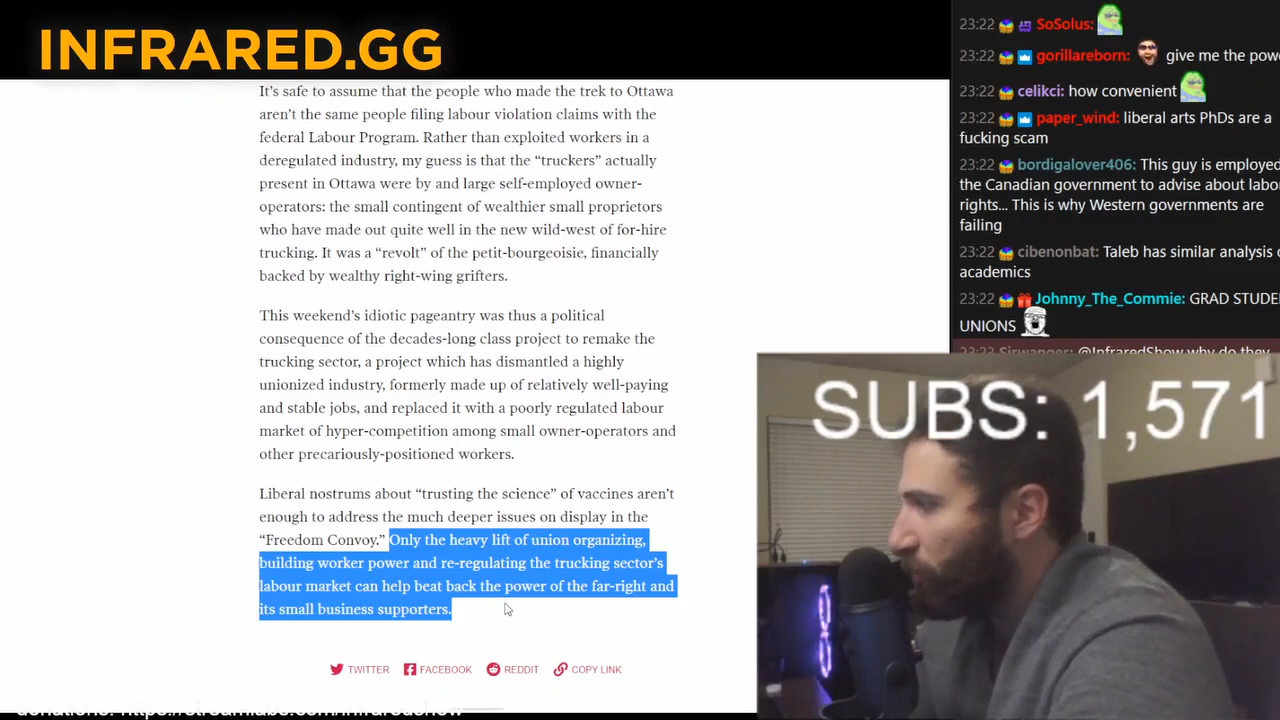 INFRARED.GG
It’s safe to assume that the people who made the trek to Ottawa
aren’t the same people filing labour violation claims with the
federal Labour Program. Rather than exploited workers in a
deregulated industry, my guess is that the “truckers” actually
present in Ottawa were by and large self-employed owner-
operators: the small contingent of wealthier small proprietors
who have made out quite well in the new wild-west of for-hire
trucking. It was a “revolt” of the petit-bourgeoisie, financially
backed by wealthy right-wing grifters.
This weekend’s idiotic pageantry was thus a political
consequence of the decades-long class project to remake the
trucking sector, a project which has dismantled a highly
unionized industry, formerly made up of relatively well-paying
and stable jobs, and replaced it with a poorly regulated labour
market of hyper-competition among small owner-operators and
other precariously-positioned workers.
Liberal nostrums about “trusting the science” of vaccines aren’t
enough to address the much deeper issues on display in the
“Freedom Convoy.” Only the heavy lift of union organizing,
building worker power and re-regulating the trucking sector’s
labour market can help beat back the power of the far-right and
its small business supporters.
TWITTER FACEBOOK REDDIT COPY LINK
23:22 SoSolus:
23:22 gorillareborn: give me the powe
23:22 celikci: how convenient
23:22 paper_wind: liberal arts PhDs are a
fucking scam
23:22 bordigalover406: This guy is employed
the Canadian government to advise about labo
rights... This is why Western governments are
failing
23:22 cibenonbat: Taleb has similar analysis o
academics
23:22 Johnny_The_Commie: GRAD STUDE
UNIONS
23:23 Sirwanger: @InfraredShow why do they
SUBS: 1,571
donations: https://streamlabs.com/infraredshow